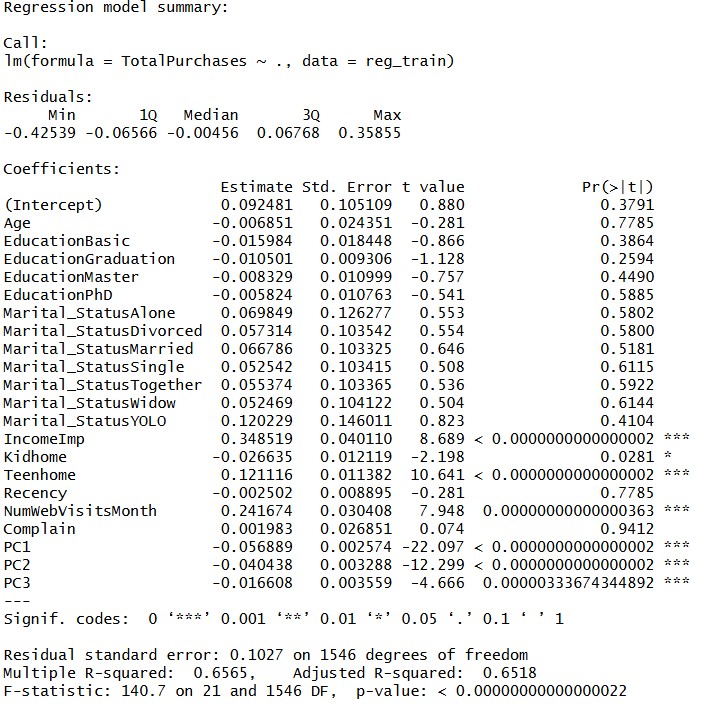 Regression model summary:

Call:
lm(formula = TotalPurchases ~ ., data = reg_train)

Residuals:
     Min       1Q   Median       3Q      Max
-0.42539 -0.06566 -0.00456  0.06768  0.35855

Coefficients:
                        Estimate Std. Error t value             Pr(>|t|)
(Intercept)             0.092481   0.105109   0.880               0.3791
Age                    -0.006851   0.024351  -0.281               0.7785
EducationBasic         -0.015984   0.018448  -0.866               0.3864
EducationGraduation    -0.010501   0.009306  -1.128               0.2594
EducationMaster        -0.008329   0.010999  -0.757               0.4490
EducationPhD           -0.005824   0.010763  -0.541               0.5885
Marital_StatusAlone     0.069849   0.126277   0.553               0.5802
Marital_StatusDivorced  0.057314   0.103542   0.554               0.5800
Marital_StatusMarried   0.066786   0.103325   0.646               0.5181
Marital_StatusSingle    0.052542   0.103415   0.508               0.6115
Marital_StatusTogether  0.055374   0.103365   0.536               0.5922
Marital_StatusWidow     0.052469   0.104122   0.504               0.6144
Marital_StatusYOLO      0.120229   0.146011   0.823               0.4104
IncomeImp               0.348519   0.040110   8.689 < 0.0000000000000002 ***
Kidhome                -0.026635   0.012119  -2.198               0.0281 *
Teenhome                0.121116   0.011382  10.641 < 0.0000000000000002 ***
Recency                -0.002502   0.008895  -0.281               0.7785
NumWebVisitsMonth       0.241674   0.030408   7.948  0.00000000000000363 ***
Complain                0.001983   0.026851   0.074               0.9412
PC1                    -0.056889   0.002574 -22.097 < 0.0000000000000002 ***
PC2                    -0.040438   0.003288 -12.299 < 0.0000000000000002 ***
PC3                    -0.016608   0.003559  -4.666  0.00000333674344892 ***
---
Signif. codes:  0 ‘***’ 0.001 ‘**’ 0.01 ‘*’ 0.05 ‘.’ 0.1 ‘ ’ 1

Residual standard error: 0.1027 on 1546 degrees of freedom
Multiple R-squared:  0.6565,    Adjusted R-squared:  0.6518
F-statistic: 140.7 on 21 and 1546 DF,  p-value: < 0.00000000000000022